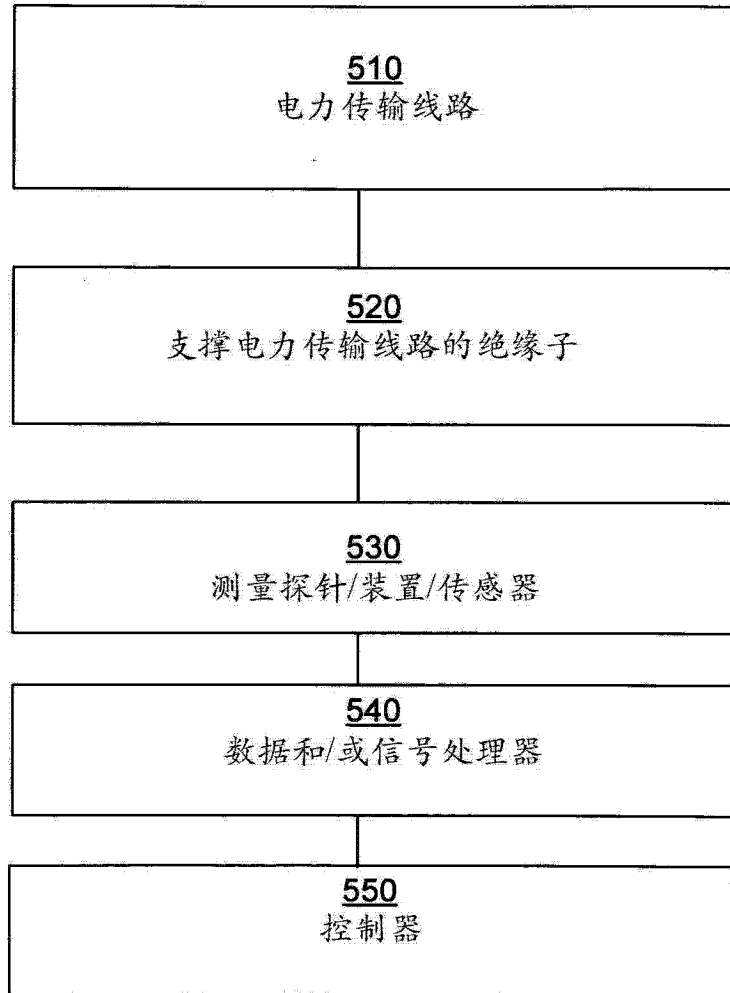 510
电力传输线路
520
支撑电力传输线路的绝缘子
530
测量探针/装置/传感器
540
数据和/或信号处理器
550
控制器